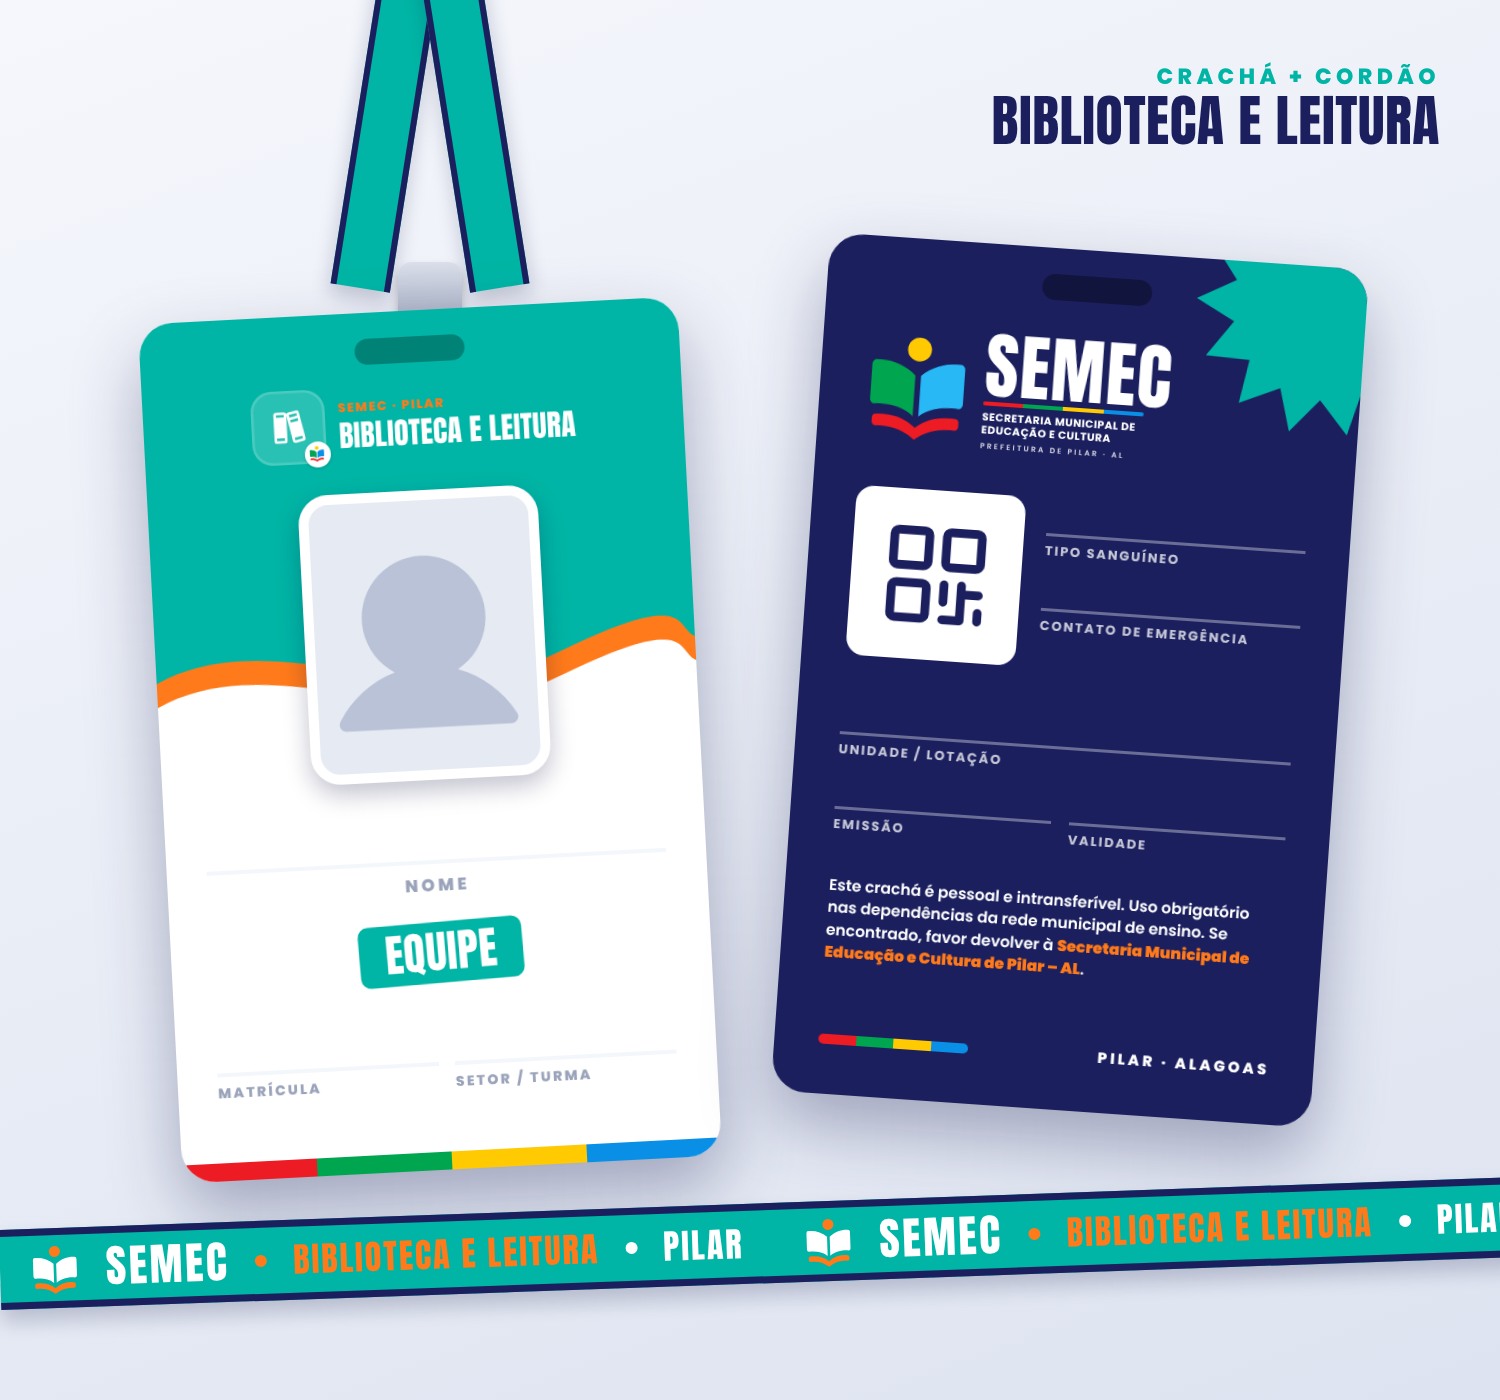 CRACHÁ + CORDÃO
BIBLIOTECA E LEITURA
SEMEC · PILAR
BIBLIOTECA E LEITURA
NOME
EQUIPE
MATRÍCULA
SETOR / TURMA
SEMEC
SECRETARIA MUNICIPAL DE
EDUCAÇÃO E CULTURA
PREFEITURA DE PILAR · AL
TIPO SANGUÍNEO
CONTATO DE EMERGÊNCIA
UNIDADE / LOTAÇÃO
EMISSÃO
VALIDADE
Este crachá é pessoal e intransferível. Uso obrigatório
nas dependências da rede municipal de ensino. Se
encontrado, favor devolver à Secretaria Municipal de
Educação e Cultura de Pilar – AL.
PILAR · ALAGOAS
SEMEC • BIBLIOTECA E LEITURA • PILAR SEMEC • BIBLIOTECA E LEITURA • PILA